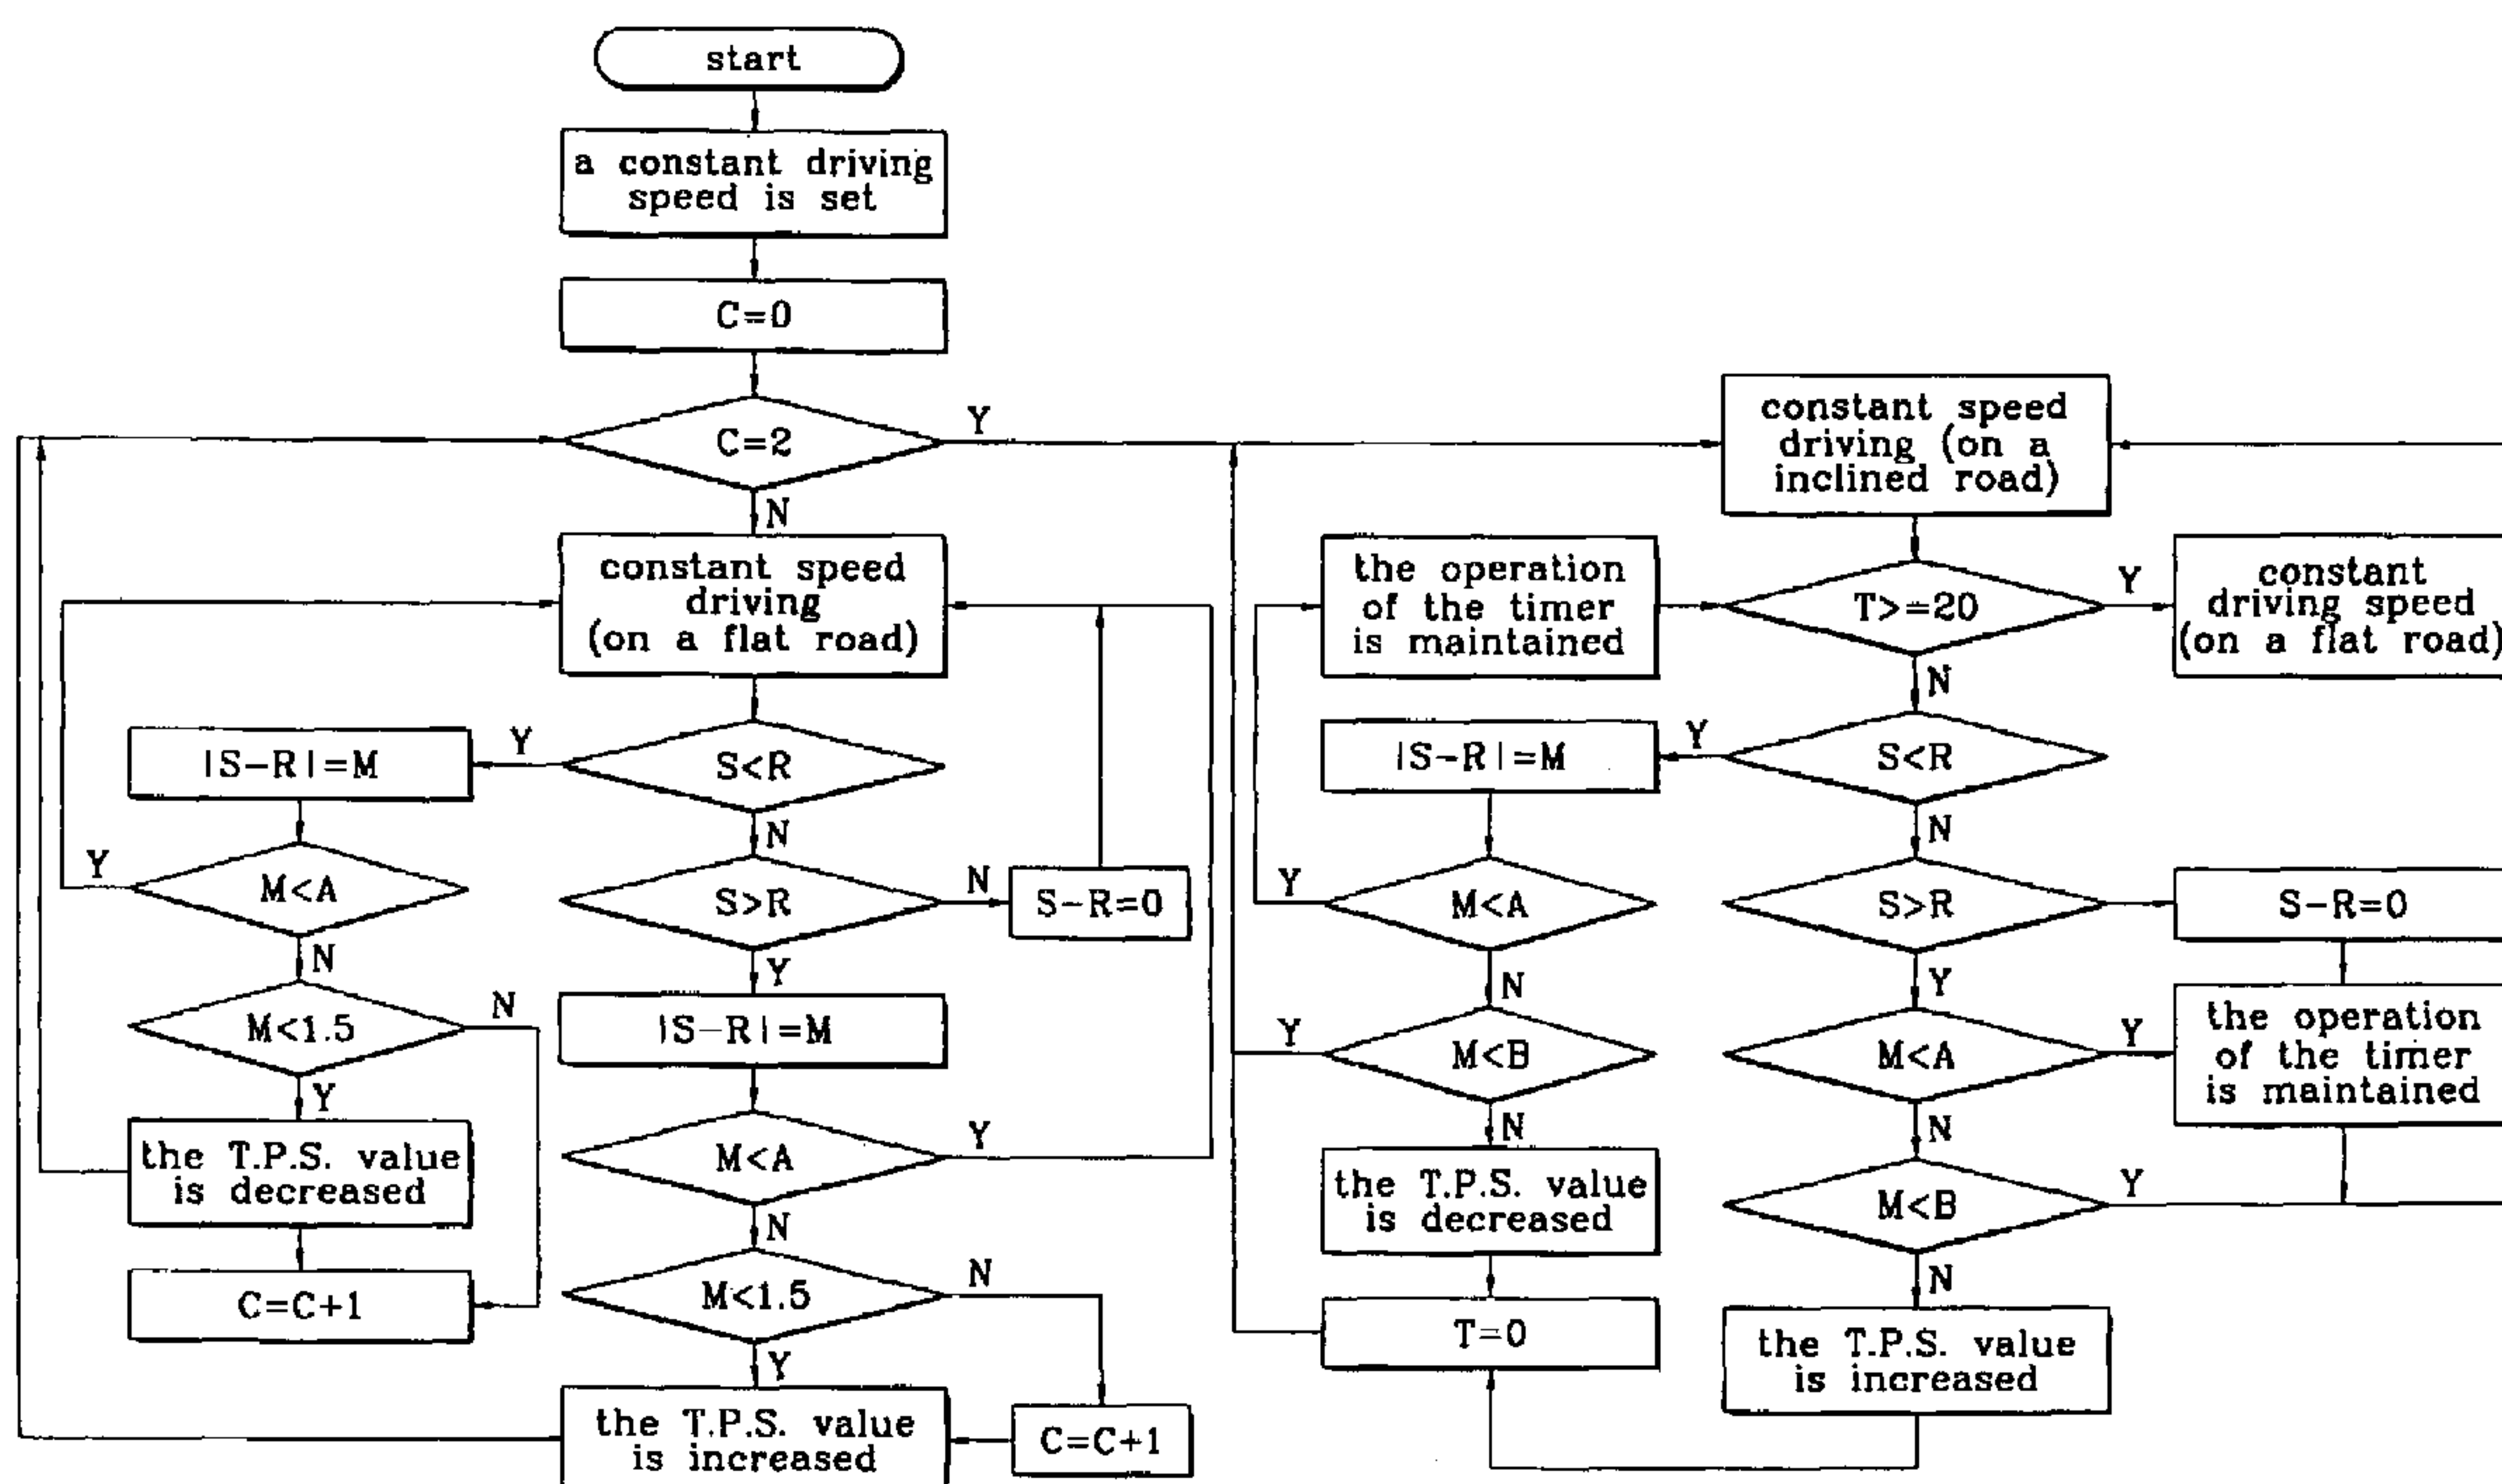 start
a constant driving
speed is set
C=0
C=2
Y
N
constant speed
driving
(on a flat road)
S<R
Y
N
|S-R|=M
M<A
Y
N
M<1.5
N
Y
the T.P.S. value
is decreased
C=C+1
S>R
N
S-R=0
Y
|S-R|=M
M<A
Y
N
M<1.5
N
Y
the T.P.S. value
is increased
C=C+1
constant speed
driving (on a
inclined road)
the operation
of the timer
is maintained
T>=20
Y
constant
driving speed
(on a flat road)
N
S<R
Y
|S-R|=M
N
M<A
Y
N
M<B
Y
N
the T.P.S. value
is decreased
T=0
S>R
S-R=0
Y
M<A
Y
the operation
of the timer
is maintained
N
M<B
Y
N
the T.P.S. value
is increased